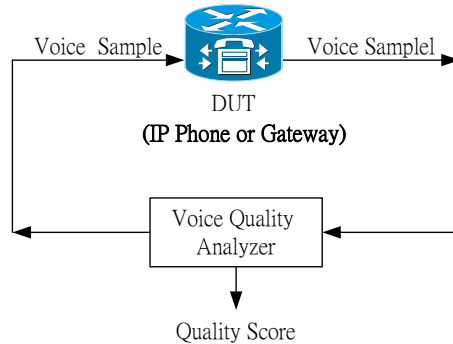 Voice Sample
Voice Samplel
DUT
(IP Phone or Gateway)
Voice Quality
Analyzer
Quality Score